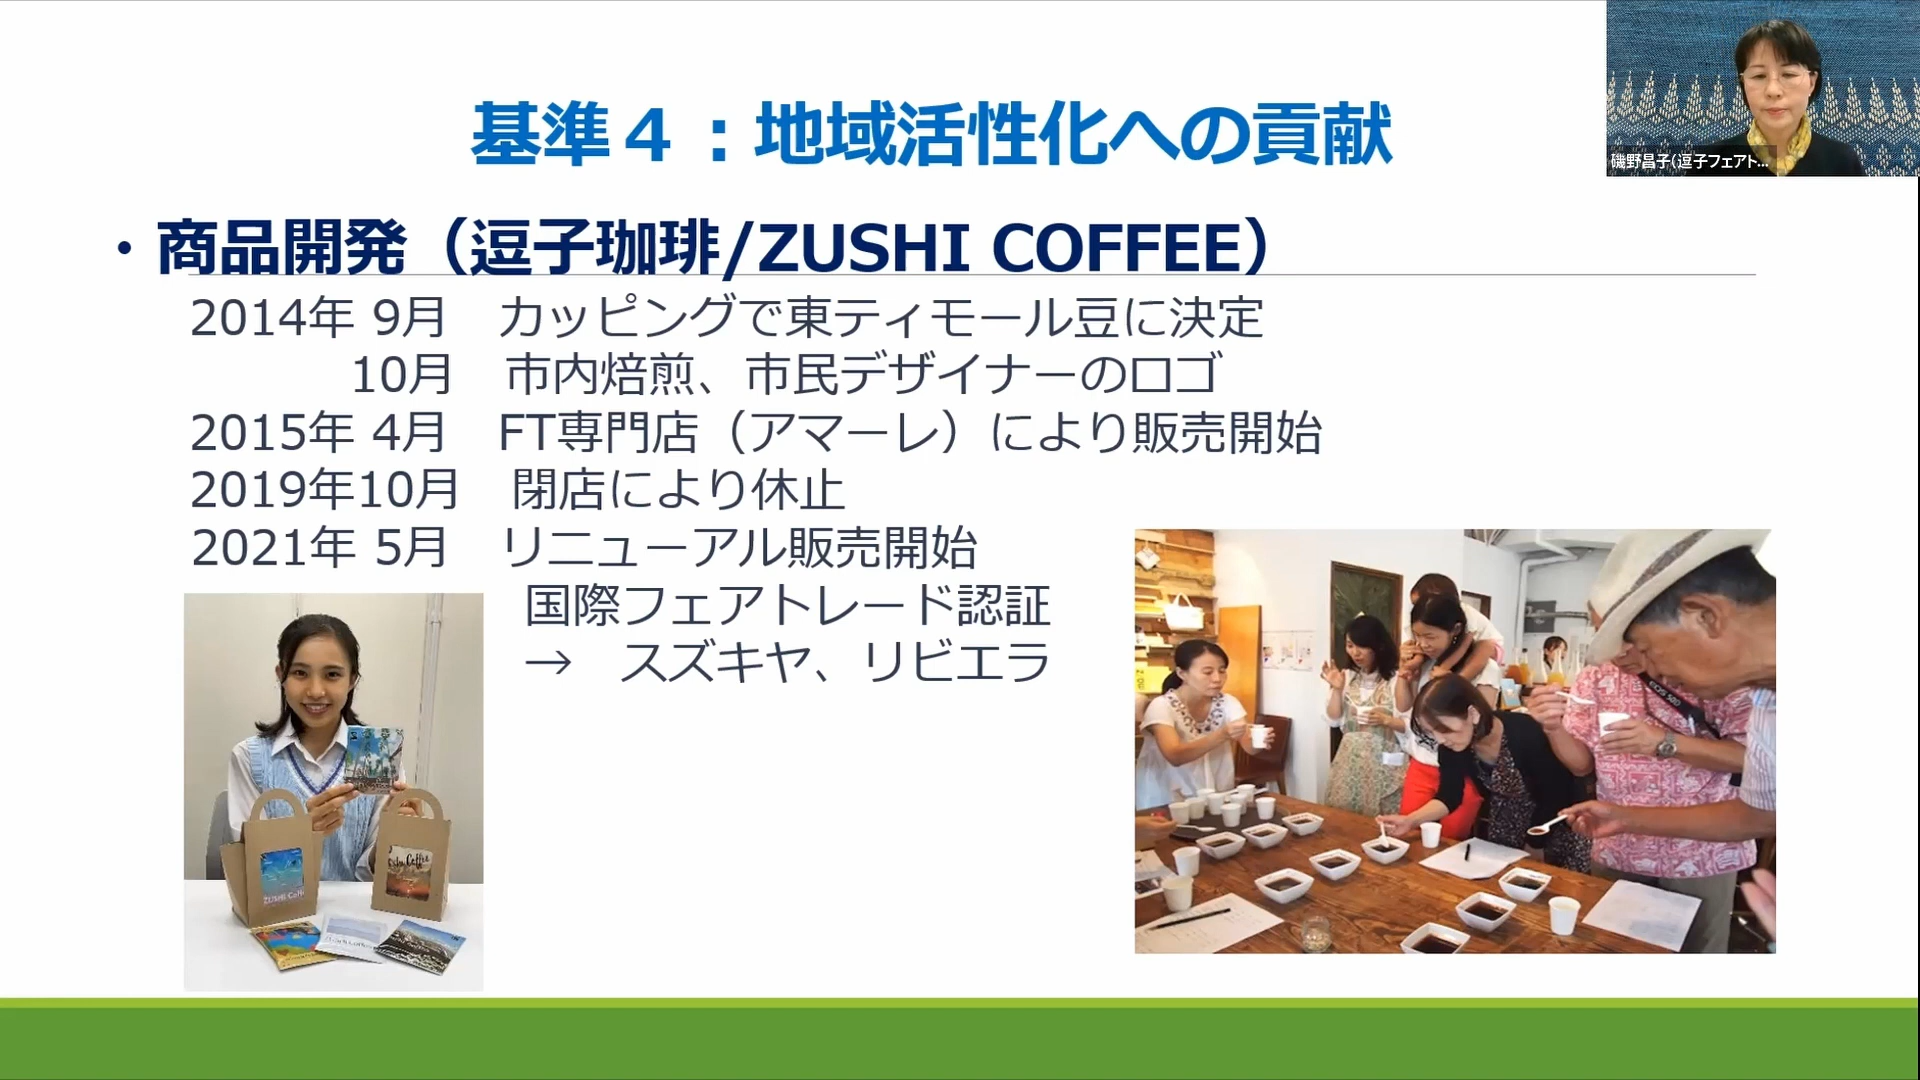 基準４：地域活性化への貢献
磯野昌子(逗子フェアト...
・商品開発（逗子珈琲/ZUSHI COFFEE）
2014年 9月　カッピングで東ティモール豆に決定
10月　市内焙煎、市民デザイナーのロゴ
2015年 4月　FT専門店（アマーレ）により販売開始
2019年10月　閉店により休止
2021年 5月　リニューアル販売開始
国際フェアトレード認証
→　スズキヤ、リビエラ
EOS 50D
ZUSHI Coffee